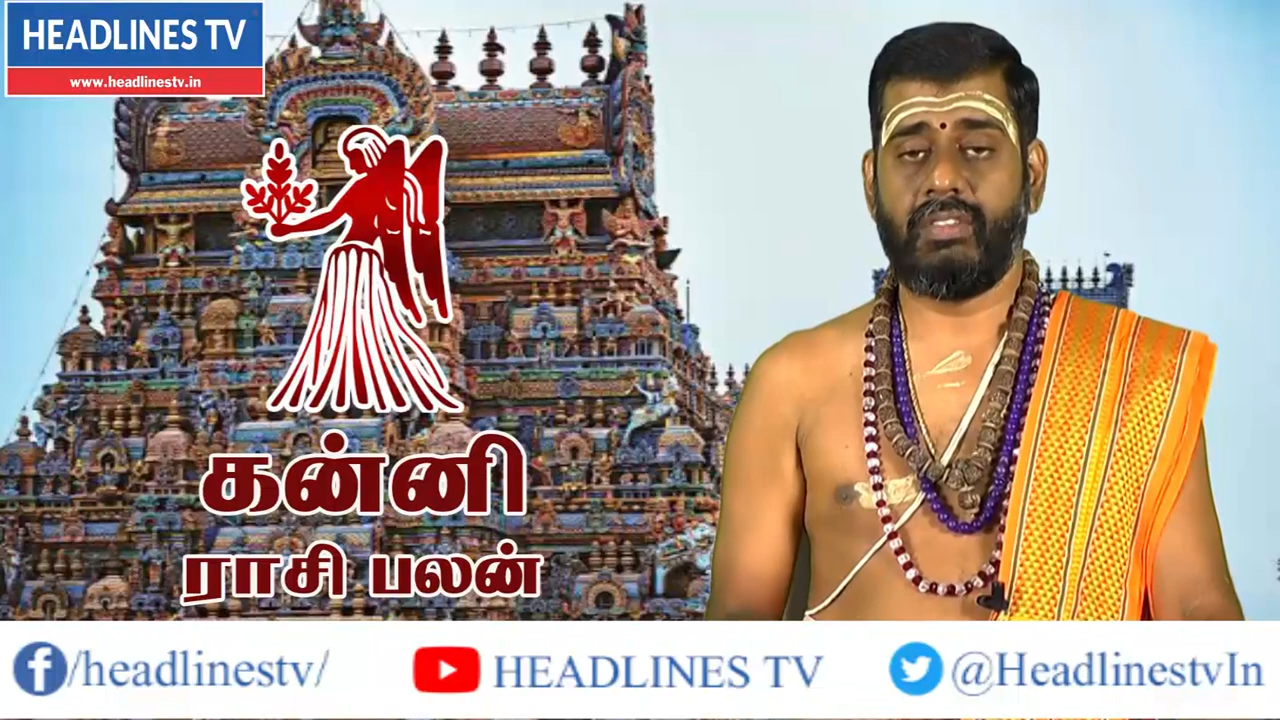 HEADLINES TV
www.headlinestv.in
கன்னி
ராசி பலன்
/headlinestv/
HEADLINES TV
@HeadlinestvIn